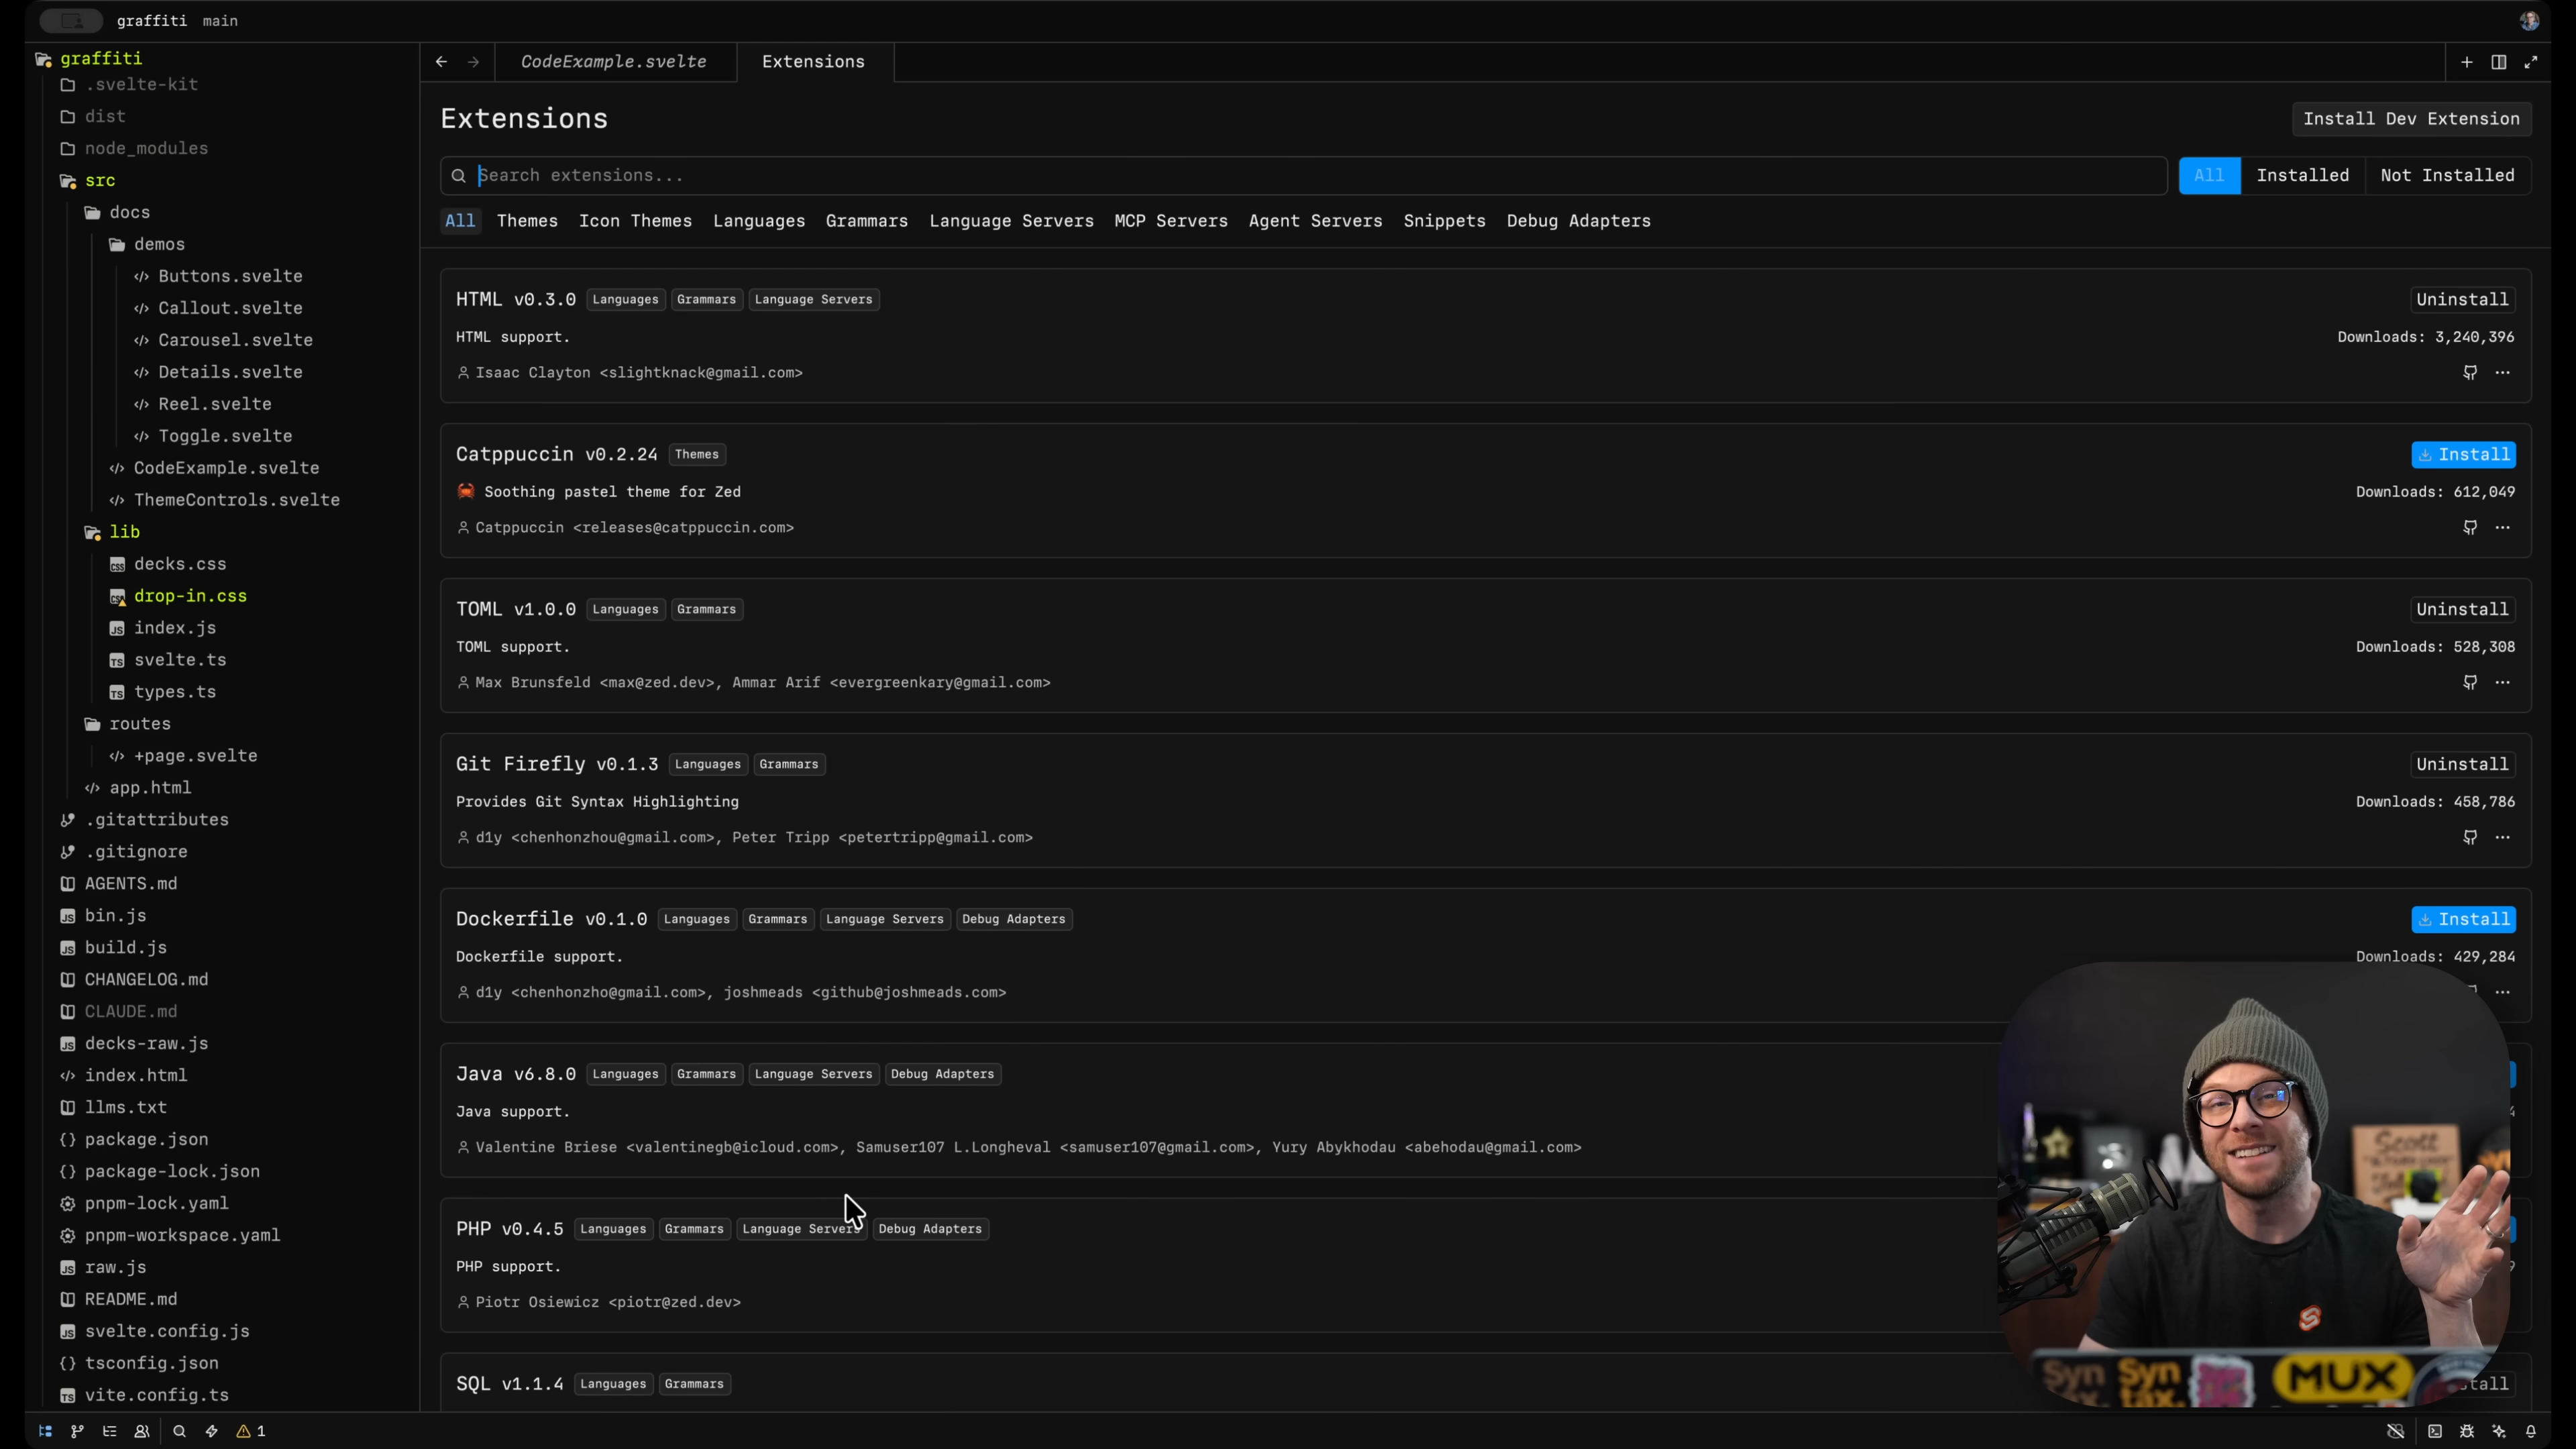 graffiti main
graffiti
.svelte-kit
dist
node_modules
src
docs
demos
Buttons.svelte
Callout.svelte
Carousel.svelte
Details.svelte
Reel.svelte
Toggle.svelte
CodeExample.svelte
ThemeControls.svelte
lib
decks.css
drop-in.css
index.js
svelte.ts
types.ts
routes
+page.svelte
app.html
.gitattributes
.gitignore
AGENTS.md
bin.js
build.js
CHANGELOG.md
CLAUDE.md
decks-raw.js
index.html
llms.txt
package.json
package-lock.json
pnpm-lock.yaml
pnpm-workspace.yaml
raw.js
README.md
svelte.config.js
tsconfig.json
vite.config.ts
1
CodeExample.svelte Extensions
Extensions Install Dev Extension
Search extensions... All Installed Not Installed
All Themes Icon Themes Languages Grammars Language Servers MCP Servers Agent Servers Snippets Debug Adapters
HTML v0.3.0 Languages Grammars Language Servers Uninstall
HTML support. Downloads: 3,240,396
Isaac Clayton <slightknack@gmail.com>
Catppuccin v0.2.24 Themes Install
🦀 Soothing pastel theme for Zed Downloads: 612,049
Catppuccin <releases@catppuccin.com>
TOML v1.0.0 Languages Grammars Uninstall
TOML support. Downloads: 528,308
Max Brunsfeld <max@zed.dev>, Ammar Arif <evergreenkary@gmail.com>
Git Firefly v0.1.3 Languages Grammars Uninstall
Provides Git Syntax Highlighting Downloads: 458,786
d1y <chenhonzhou@gmail.com>, Peter Tripp <petertripp@gmail.com>
Dockerfile v0.1.0 Languages Grammars Language Servers Debug Adapters Install
Dockerfile support. Downloads: 429,284
d1y <chenhonzho@gmail.com>, joshmeads <github@joshmeads.com>
Java v6.8.0 Languages Grammars Language Servers Debug Adapters
Java support.
Valentine Briese <valentinegb@icloud.com>, Samuser107 L.Longheval <samuser107@gmail.com>, Yury Abykhodau <abehodau@gmail.com>
PHP v0.4.5 Languages Grammars Language Servers Debug Adapters
PHP support.
Piotr Osiewicz <piotr@zed.dev>
SQL v1.1.4 Languages Grammars
Scott
Syn
Syntax.
MUX